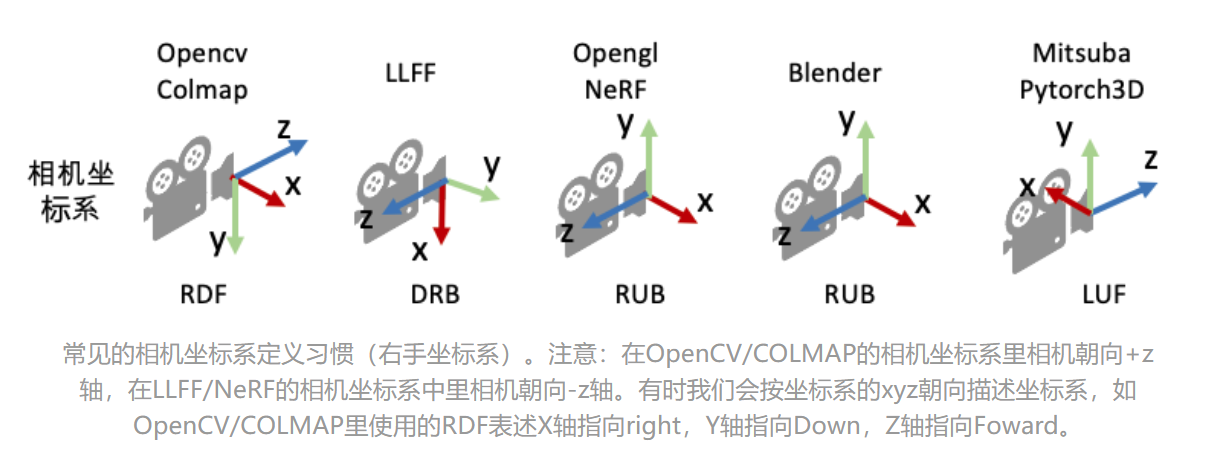 Opencv
Colmap
LLFF
Opengl
NeRF
Blender
Mitsuba
Pytorch3D
相机坐
标系
z
x
y
y
z
x
y
x
z
y
x
z
y
x
z
RDF
DRB
RUB
RUB
LUF
常见的相机坐标系定义习惯（右手坐标系）。注意：在OpenCV/COLMAP的相机坐标系里相机朝向+z
轴，在LLFF/NeRF的相机坐标系中里相机朝向-z轴。有时我们会按坐标系的xyz朝向描述坐标系，如
OpenCV/COLMAP里使用的RDF表述X轴指向right，Y轴指向Down，Z轴指向Foward。